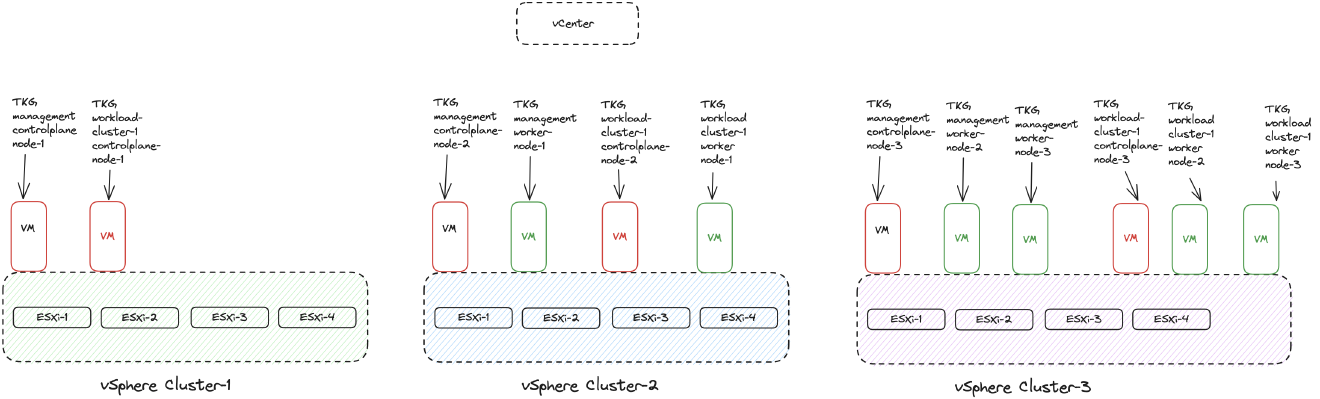 vCenter
TKG
management
controlplane
node-1
TKG
workload-
cluster-1
controlplane-
node-1
TKG
management
controlplane-
node-2
TKG
management
worker-
node-1
TKG
workload-
cluster-1
controlplane-
node-2
TKG
workload
cluster-1
worker
node-1
TKG
management
controlplane-
node-3
TKG
management
worker-
node-2
TKG
management
worker-
node-3
TKG
workload-
cluster-1
controlplane-
node-3
TKG
workload
cluster-1
worker
node-2
TKG
workload
cluster-1
worker
node-3
VM
VM
VM
VM
VM
VM
VM
VM
VM
VM
VM
VM
ESXi-1
ESXi-2
ESXi-3
ESXi-4
ESXi-1
ESXi-2
ESXi-3
ESXi-4
ESXi-1
ESXi-2
ESXi-3
ESXi-4
vSphere Cluster-1
vSphere Cluster-2
vSphere Cluster-3